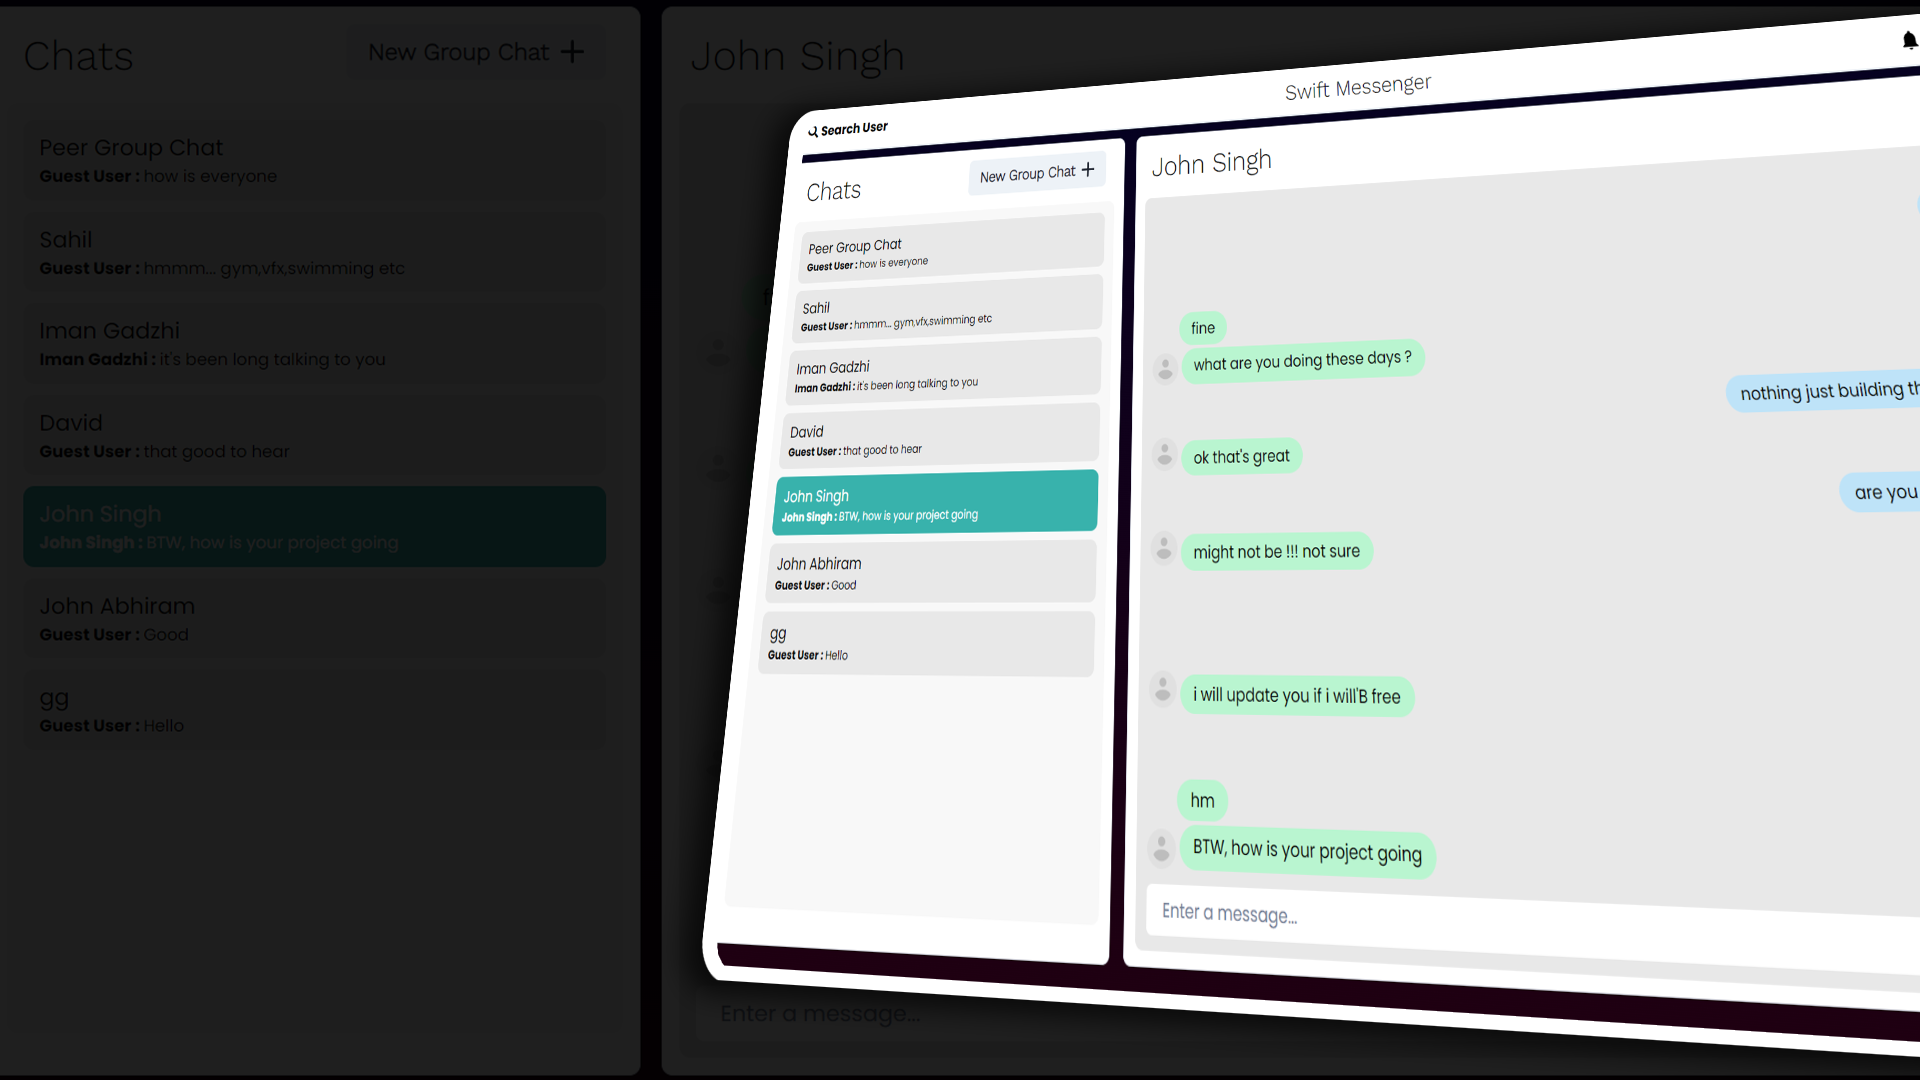 Chats
New Group Chat +
Peer Group Chat
Guest User : how is everyone
Sahil
Guest User : hmmm... gym,vfx,swimming etc
Iman Gadzhi
Iman Gadzhi : it's been long talking to you
David
Guest User : that good to hear
John Singh
John Singh : BTW, how is your project going
John Abhiram
Guest User : Good
gg
Guest User : Hello
John Singh
Enter a message...
Search User
Swift Messenger
Chats
New Group Chat +
Peer Group Chat
Guest User : how is everyone
Sahil
Guest User : hmmm... gym,vfx,swimming etc
Iman Gadzhi
Iman Gadzhi : it's been long talking to you
David
Guest User : that good to hear
John Singh
John Singh : BTW, how is your project going
John Abhiram
Guest User : Good
gg
Guest User : Hello
John Singh
fine
what are you doing these days ?
nothing just building
ok that's great
are you
might not be !!! not sure
i will update you if i will'B free
hm
BTW, how is your project going
Enter a message...